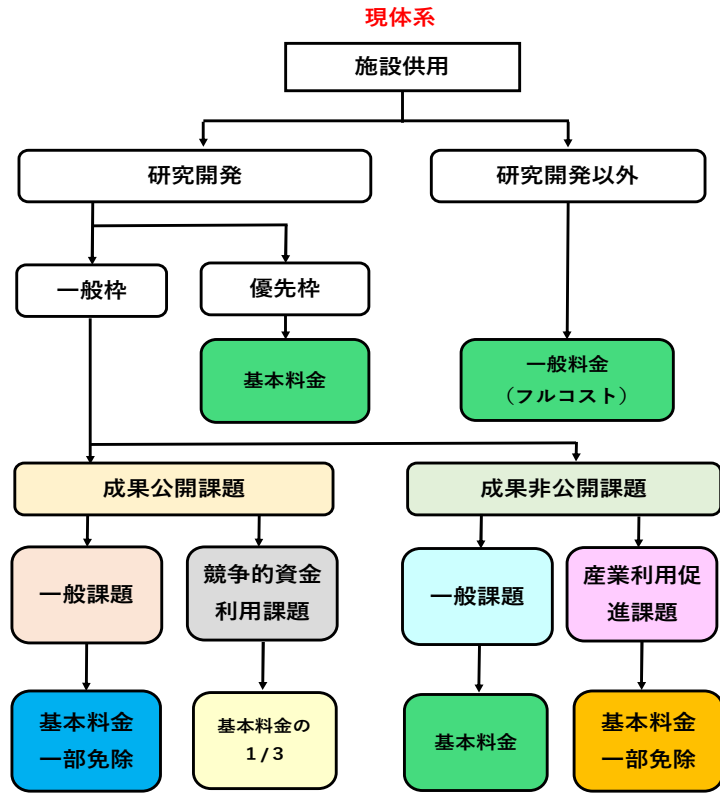 現体系
施設供用
研究開発
研究開発以外
一般枠
優先枠
基本料金
一般料金
（フルコスト）
成果公開課題
成果非公開課題
一般課題
競争的資金
利用課題
一般課題
産業利用促
進課題
基本料金
一部免除
基本料金の
1/3
基本料金
基本料金
一部免除